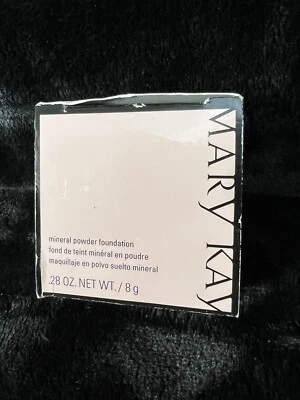 MARY KAY
mineral powder foundation
fond de teint minéral en poudre
maquillaje en polvo suelto mineral
.28 OZ. NET WT. / 8 g